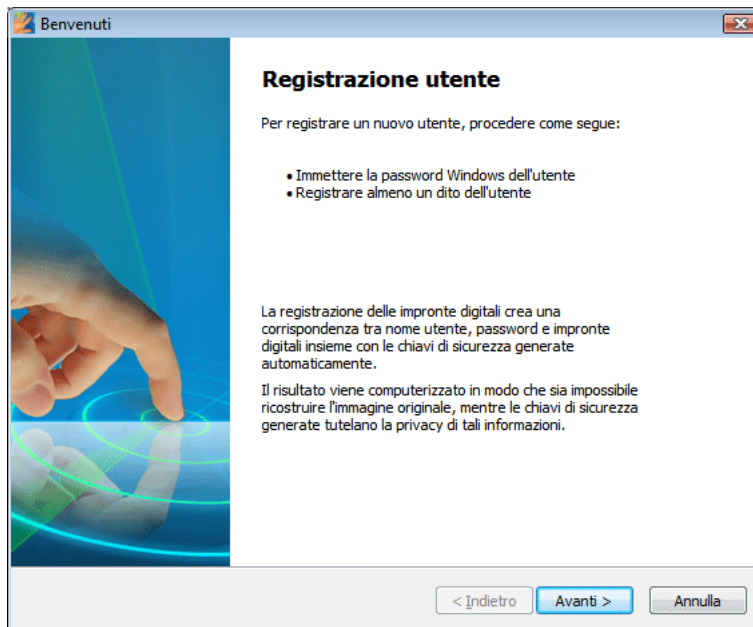 Benvenuti
Registrazione utente
Per registrare un nuovo utente, procedere come segue:
• Immettere la password Windows dell'utente
• Registrare almeno un dito dell'utente
La registrazione delle impronte digitali crea una
corrispondenza tra nome utente, password e impronte
digitali insieme con le chiavi di sicurezza generate
automaticamente.
Il risultato viene computerizzato in modo che sia impossibile
ricostruire l'immagine originale, mentre le chiavi di sicurezza
generate tutelano la privacy di tali informazioni.
< Indietro Avanti > Annulla